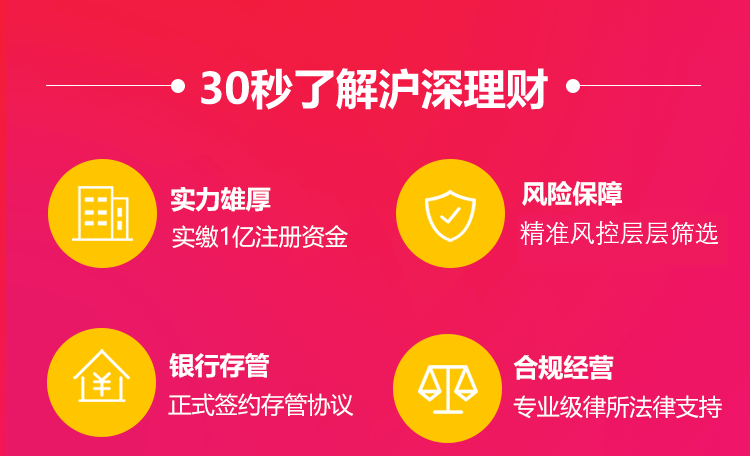 30秒了解沪深理财
实力雄厚
实缴1亿注册资金
风险保障
精准风控层层筛选
银行存管
正式签约存管协议
合规经营
专业级律所法律支持